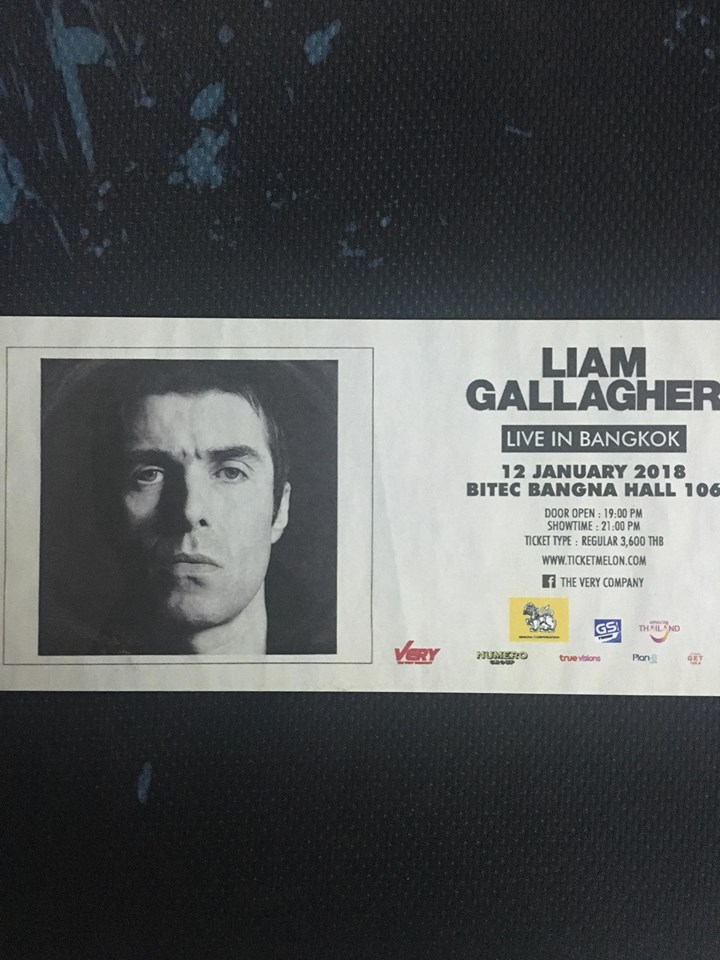 LIAM
GALLAGHER
LIVE IN BANGKOK
12 JANUARY 2018
BITEC BANGNA HALL 106
DOOR OPEN : 19:00 PM
SHOWTIME : 21:00 PM
TICKET TYPE : REGULAR 3,600 THB
WWW.TICKETMELON.COM
THE VERY COMPANY
GS
amazing
THAILAND
VERY
NUMERO
GROUP
truevisions
Plan-B
GET